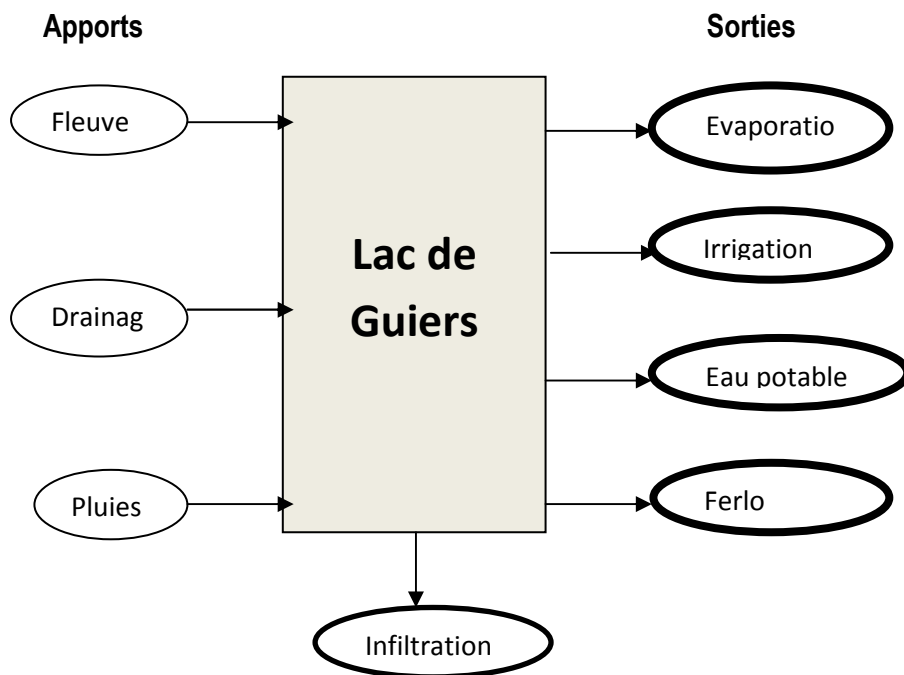 Apports
Sorties
Fleuve
Drainag
Pluies
Lac de
Guiers
Evaporatio
Irrigation
Eau potable
Ferlo
Infiltration